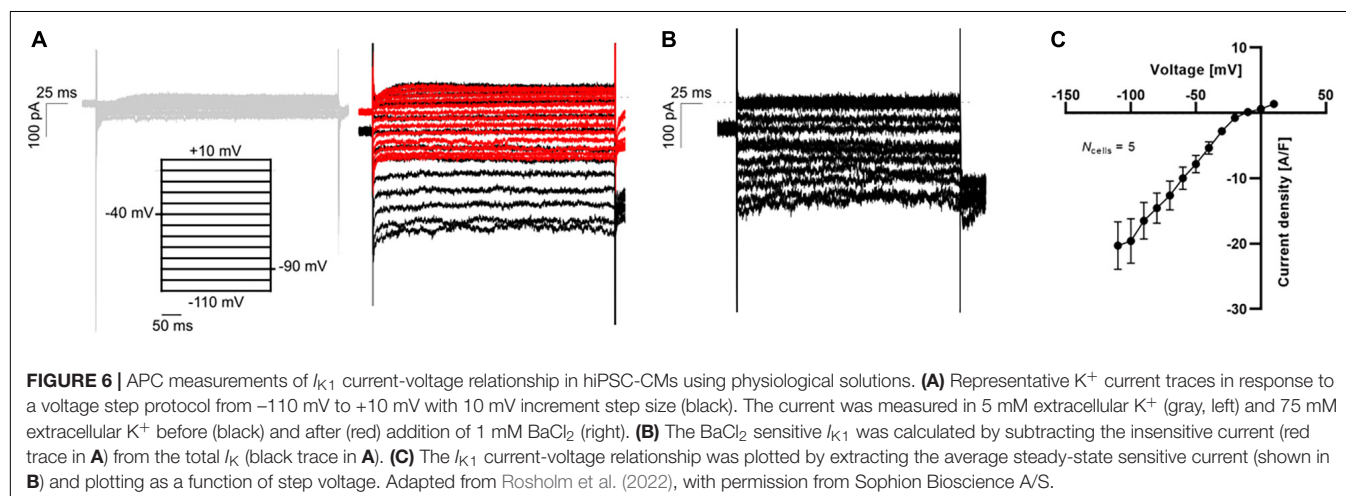 A
B
C
25 ms
100 pA
+10 mV
-40 mV
-90 mV
-110 mV
50 ms
25 ms
100 pA
10
Voltage [mV]
-150
-100
-50
50
N cells = 5
-10
-20
-30
Current density [A/F]
FIGURE 6 | APC measurements of IK1 current-voltage relationship in hiPSC-CMs using physiological solutions. (A) Representative K+ current traces in response to
a voltage step protocol from –110 mV to +10 mV with 10 mV increment step size (black). The current was measured in 5 mM extracellular K+ (gray, left) and 75 mM
extracellular K+ before (black) and after (red) addition of 1 mM BaCl2 (right). (B) The BaCl2 sensitive IK1 was calculated by subtracting the insensitive current (red
trace in A) from the total IK (black trace in A). (C) The IK1 current-voltage relationship was plotted by extracting the average steady-state sensitive current (shown in
B) and plotting as a function of step voltage. Adapted from Rosholm et al. (2022), with permission from Sophion Bioscience A/S.